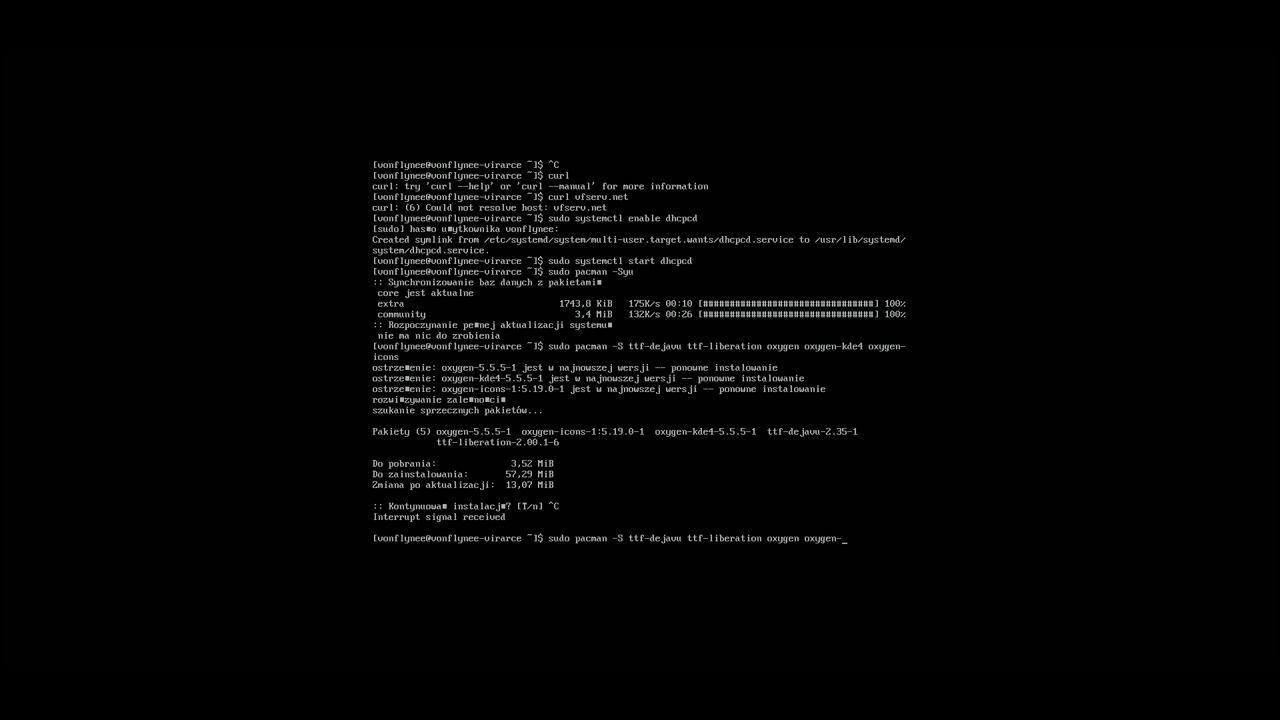 [vonflynee@vonflynee-virarce ~]$ ^C
[vonflynee@vonflynee-virarce ~]$ curl
curl: try 'curl --help' or 'curl --manual' for more information
[vonflynee@vonflynee-virarce ~]$ curl vfserv.net
curl: (6) Could not resolve host: vfserv.net
[vonflynee@vonflynee-virarce ~]$ sudo systemctl enable dhcpcd
[sudo] has■o u■ytkownika vonflynee:
Created symlink from /etc/systemd/system/multi-user.target.wants/dhcpcd.service to /usr/lib/systemd/
system/dhcpcd.service.
[vonflynee@vonflynee-virarce ~]$ sudo systemctl start dhcpcd
[vonflynee@vonflynee-virarce ~]$ sudo pacman -Syu
:: Synchronizowanie baz danych z pakietami■
 core jest aktualne
 extra 1743,8 KiB 175K/s 00:10 [################################] 100%
 community 3,4 MiB 132K/s 00:26 [################################] 100%
:: Rozpoczynanie pe■nej aktualizacji systemu■
 nie ma nic do zrobienia
[vonflynee@vonflynee-virarce ~]$ sudo pacman -S ttf-dejavu ttf-liberation oxygen oxygen-kde4 oxygen-
icons
ostrze■enie: oxygen-5.5.5-1 jest w najnowszej wersji -- ponowne instalowanie
ostrze■enie: oxygen-kde4-5.5.5-1 jest w najnowszej wersji -- ponowne instalowanie
ostrze■enie: oxygen-icons-1:5.19.0-1 jest w najnowszej wersji -- ponowne instalowanie
rozwi■zywanie zale■no■ci■
szukanie sprzecznych pakietów...
Pakiety (5) oxygen-5.5.5-1 oxygen-icons-1:5.19.0-1 oxygen-kde4-5.5.5-1 ttf-dejavu-2.35-1
ttf-liberation-2.00.1-6
Do pobrania: 3,52 MiB
Do zainstalowania: 57,29 MiB
Zmiana po aktualizacji: 13,07 MiB
:: Kontynuowa■ instalacj■? [T/n] ^C
Interrupt signal received
[vonflynee@vonflynee-virarce ~]$ sudo pacman -S ttf-dejavu ttf-liberation oxygen oxygen-_